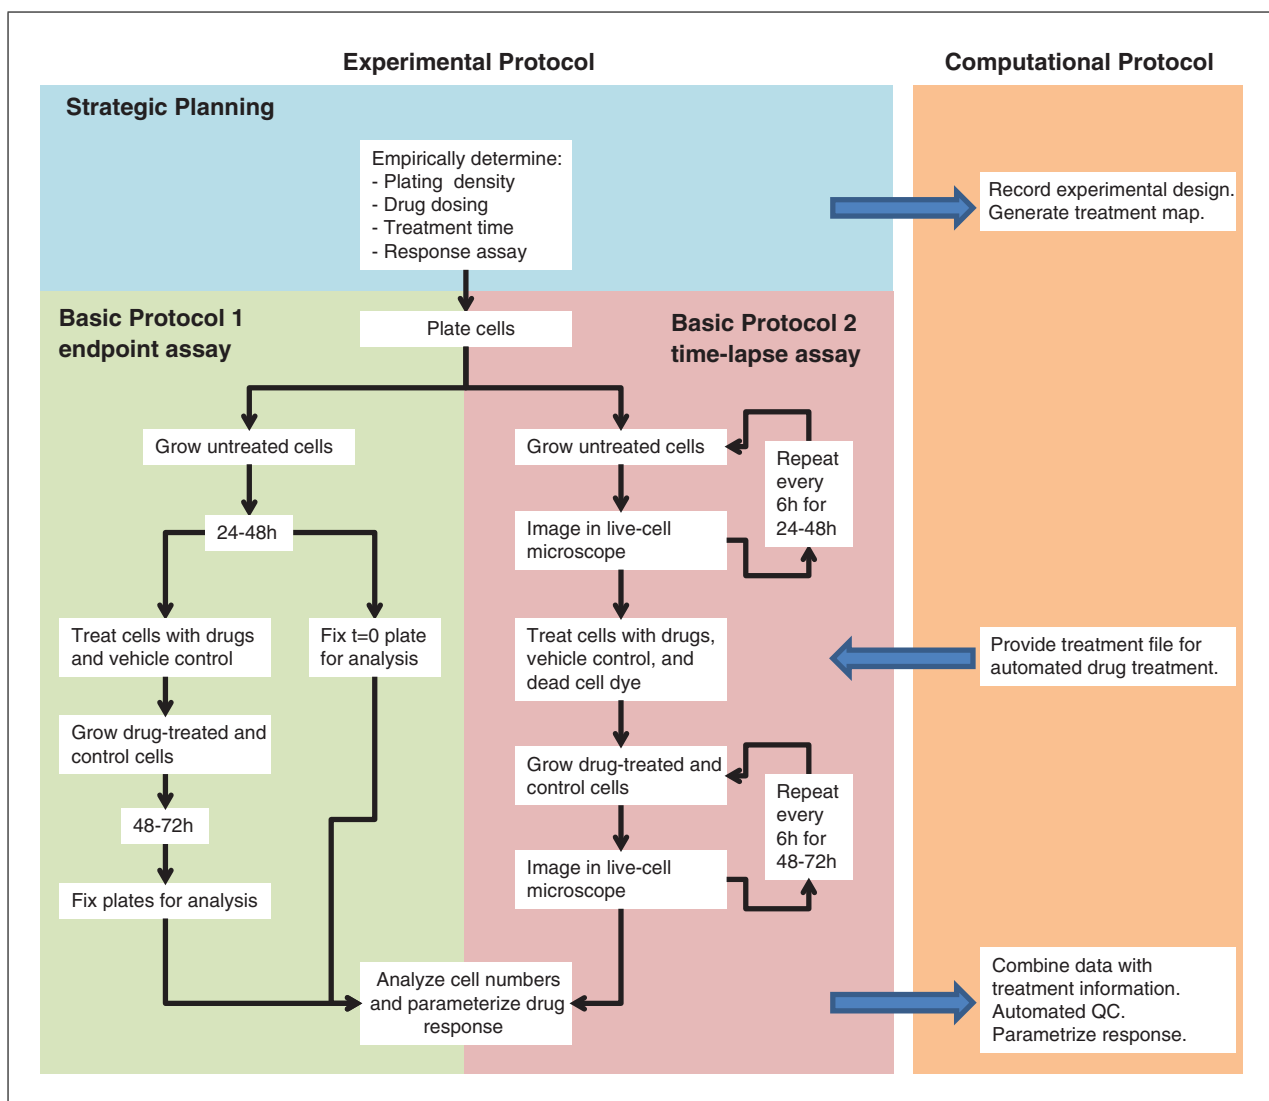 Experimental Protocol
Computational Protocol
Strategic Planning
Empirically determine:
- Plating density
- Drug dosing
- Treatment time
- Response assay
Record experimental design.
Generate treatment map.
Basic Protocol 1
endpoint assay
Plate cells
Basic Protocol 2
time-lapse assay
Grow untreated cells
24-48h
Treat cells with drugs
and vehicle control
Fix t=0 plate
for analysis
Grow drug-treated and
control cells
48-72h
Fix plates for analysis
Grow untreated cells
Repeat
every
6h for
24-48h
Image in live-cell
microscope
Treat cells with drugs,
vehicle control, and
dead cell dye
Provide treatment file for
automated drug treatment.
Grow drug-treated and
control cells
Repeat
every
6h for
48-72h
Image in live-cell
microscope
Analyze cell numbers
and parameterize drug
response
Combine data with
treatment information.
Automated QC.
Parametrize response.